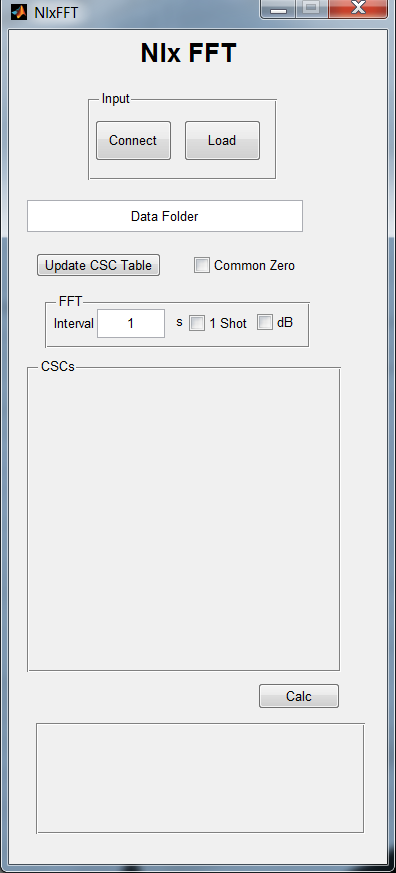 NlxFFT
Nlx FFT
Input
Connect Load
Data Folder
Update CSC Table Common Zero
FFT
Interval 1 s 1 Shot dB
CSCs
Calc